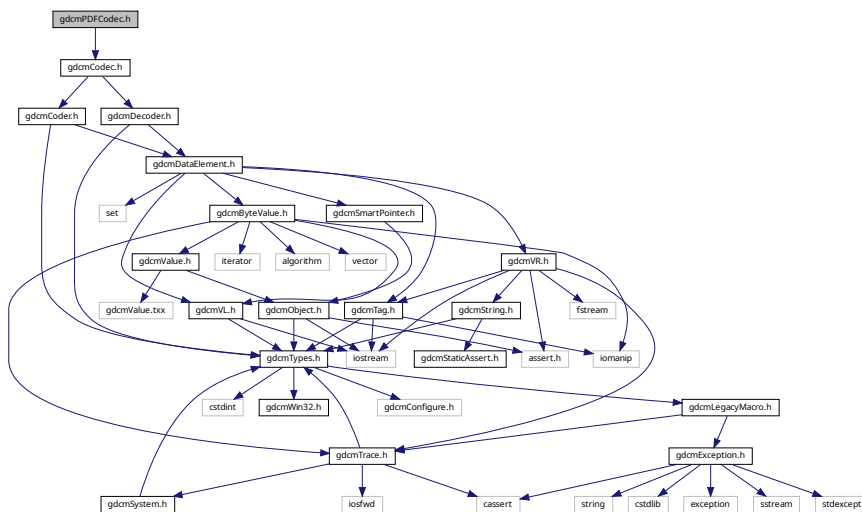 gdcmPDFCodec.h
gdcmCodec.h
gdcmCoder.h
gdcmDecoder.h
gdcmDataElement.h
set
gdcmByteValue.h
gdcmSmartPointer.h
gdcmValue.h
iterator
algorithm
vector
gdcmVR.h
gdcmValue.txx
gdcmVL.h
gdcmObject.h
gdcmTag.h
gdcmString.h
fstream
gdcmTypes.h
iostream
gdcmStaticAssert.h
assert.h
iomanip
cstdint
gdcmWin32.h
gdcmConfigure.h
gdcmLegacyMacro.h
gdcmTrace.h
gdcmException.h
gdcmSystem.h
iosfwd
cassert
string
cstdlib
exception
sstream
stdexcept